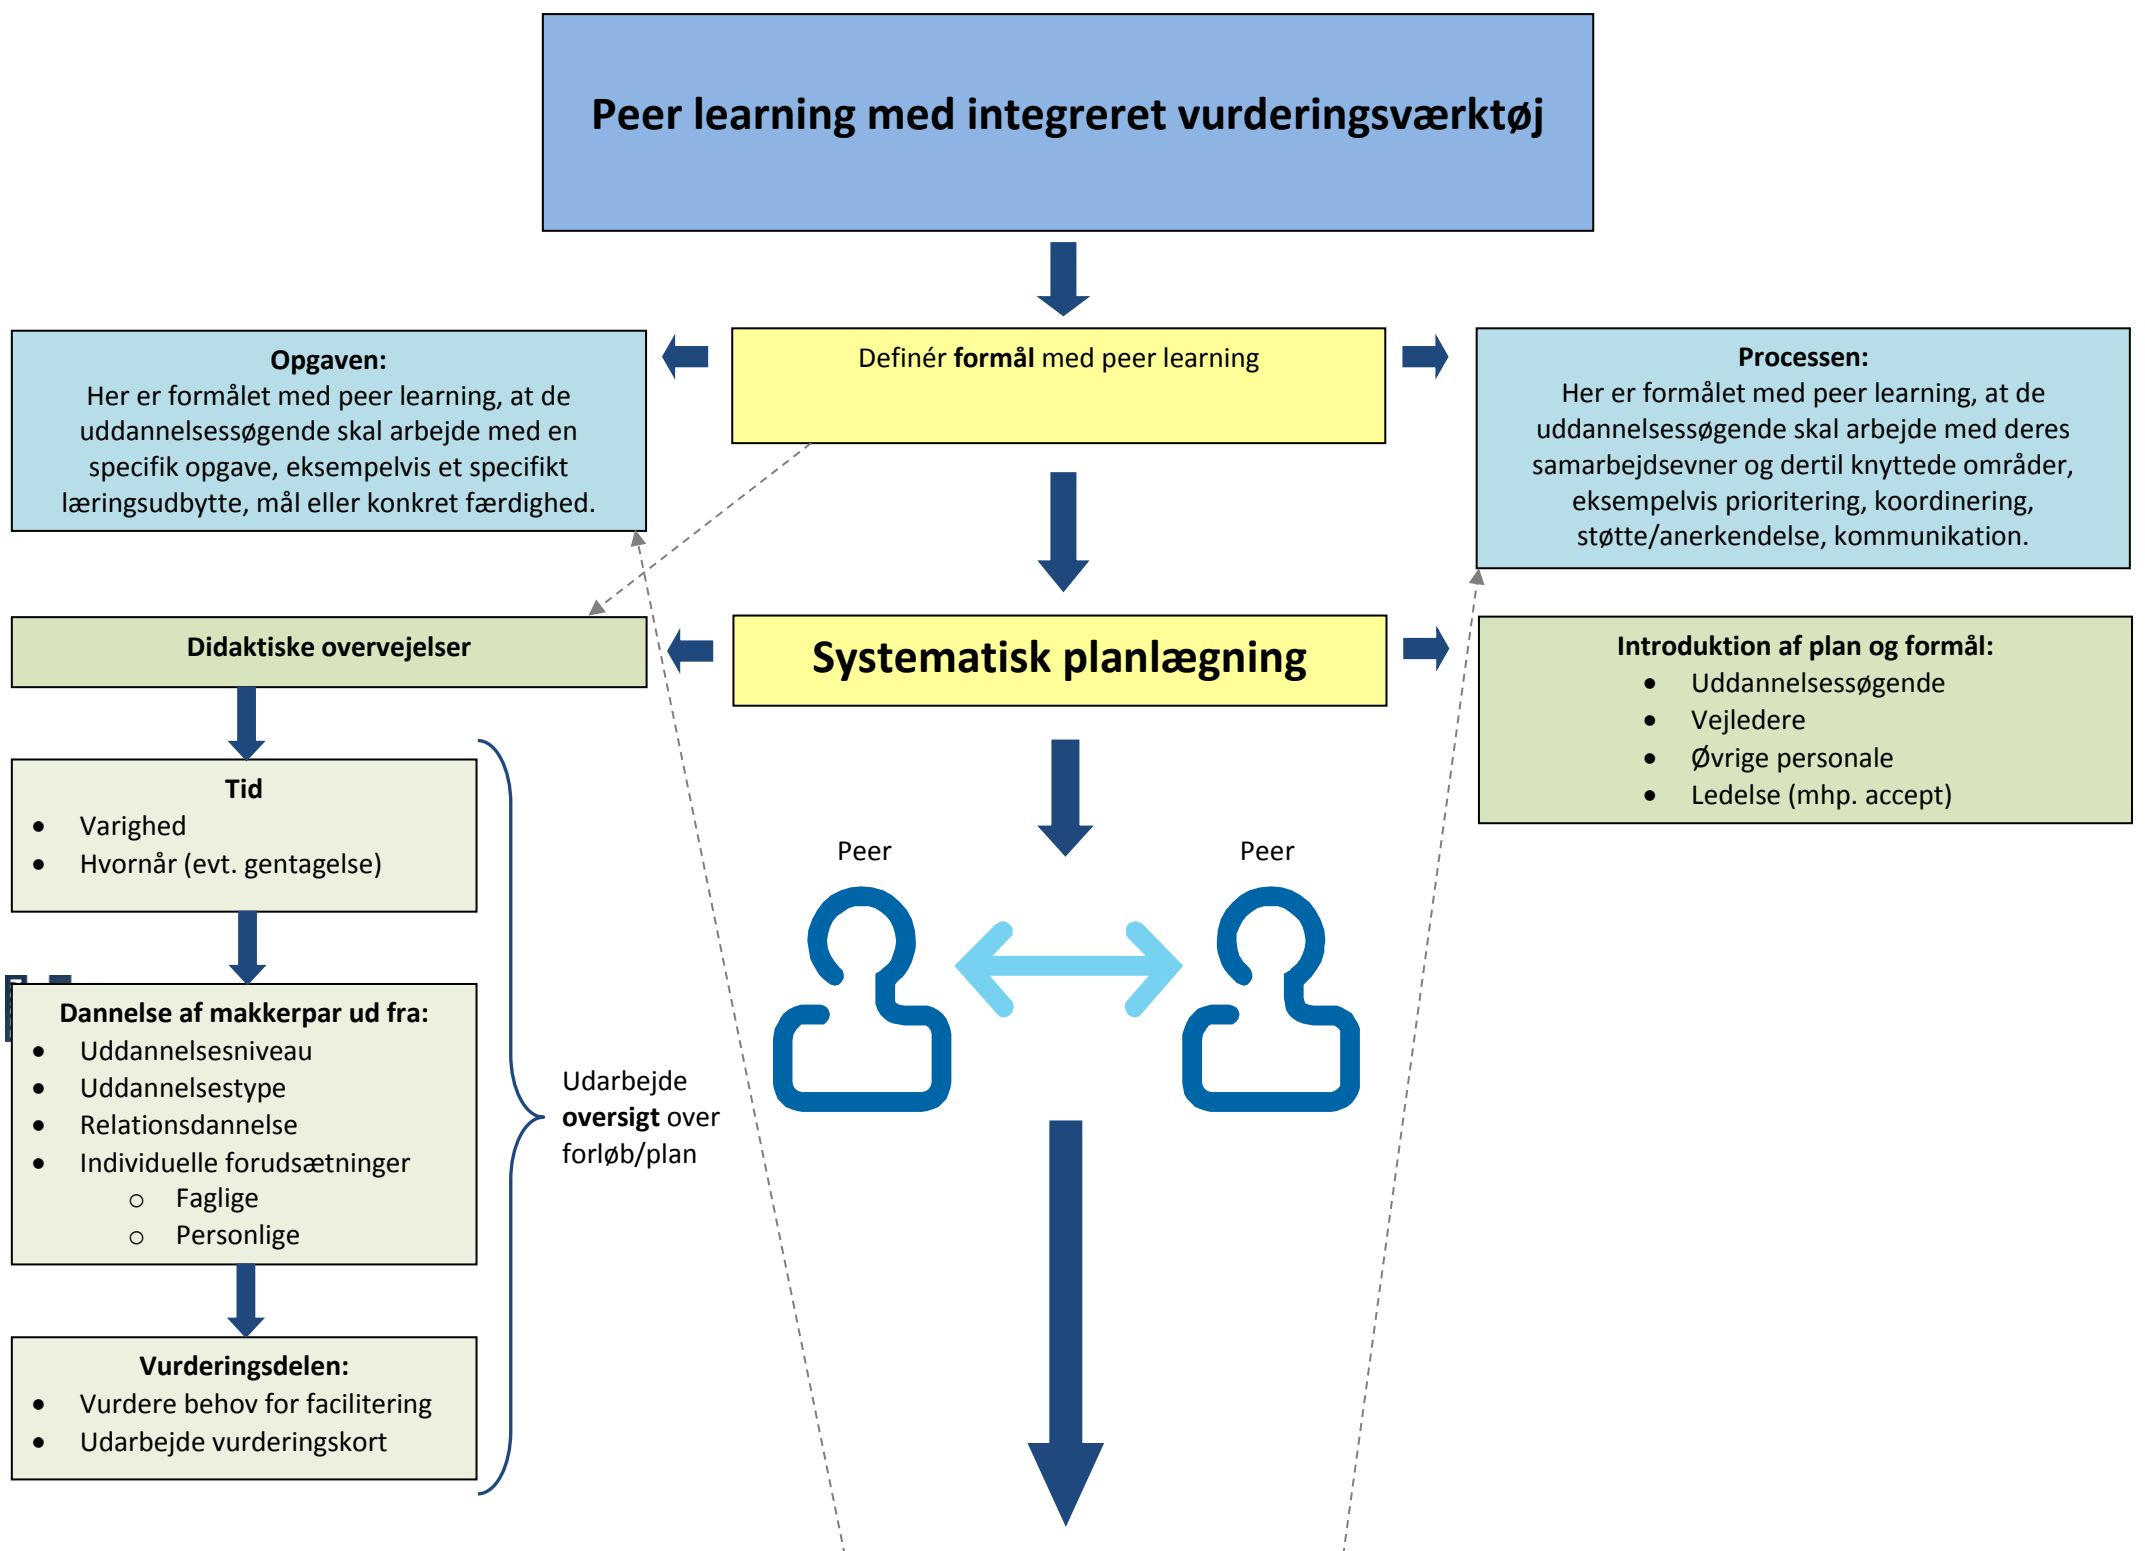 Peer learning med integreret vurderingsværktøj
Opgaven:
Her er formålet med peer learning, at de
uddannelsessøgende skal arbejde med en
specifik opgave, eksempelvis et specifikt
læringsudbytte, mål eller konkret færdighed.
Definér formål med peer learning
Processen:
Her er formålet med peer learning, at de
uddannelsessøgende skal arbejde med deres
samarbejdsevner og dertil knyttede områder,
eksempelvis prioritering, koordinering,
støtte/anerkendelse, kommunikation.
Didaktiske overvejelser
Systematisk planlægning
Introduktion af plan og formål:
• Uddannelsessøgende
• Vejledere
• Øvrige personale
• Ledelse (mhp. accept)
Tid
• Varighed
• Hvornår (evt. gentagelse)
Peer
Peer
Dannelse af makkerpar ud fra:
• Uddannelsesniveau
• Uddannelsestype
• Relationsdannelse
• Individuelle forudsætninger
o Faglige
o Personlige
Udarbejde
oversigt over
forløb/plan
Vurderingsdelen:
• Vurdere behov for facilitering
• Udarbejde vurderingskort